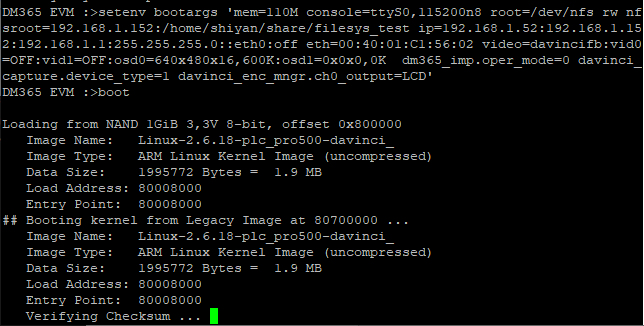 DM365 EVM :>setenv bootargs 'mem=110M console=ttyS0,115200n8 root=/dev/nfs rw nf
sroot=192.168.1.152:/home/shiyan/share/filesys_test ip=192.168.1.52:192.168.1.15
2:192.168.1.1:255.255.255.0::eth0:off eth=00:40:01:C1:56:02 video=davincifb:vid0
=OFF:vid1=OFF:osd0=640x480x16,600K:osd1=0x0x0,0K  dm365_imp.oper_mode=0 davinci_
capture.device_type=1 davinci_enc_mngr.ch0_output=LCD'
DM365 EVM :>boot
Loading from NAND 1GiB 3,3V 8-bit, offset 0x800000
   Image Name:   Linux-2.6.18-plc_pro500-davinci_
   Image Type:   ARM Linux Kernel Image (uncompressed)
   Data Size:    1995772 Bytes =  1.9 MB
   Load Address: 80008000
   Entry Point:  80008000
## Booting kernel from Legacy Image at 80700000 ...
   Image Name:   Linux-2.6.18-plc_pro500-davinci_
   Image Type:   ARM Linux Kernel Image (uncompressed)
   Data Size:    1995772 Bytes =  1.9 MB
   Load Address: 80008000
   Entry Point:  80008000
   Verifying Checksum ...